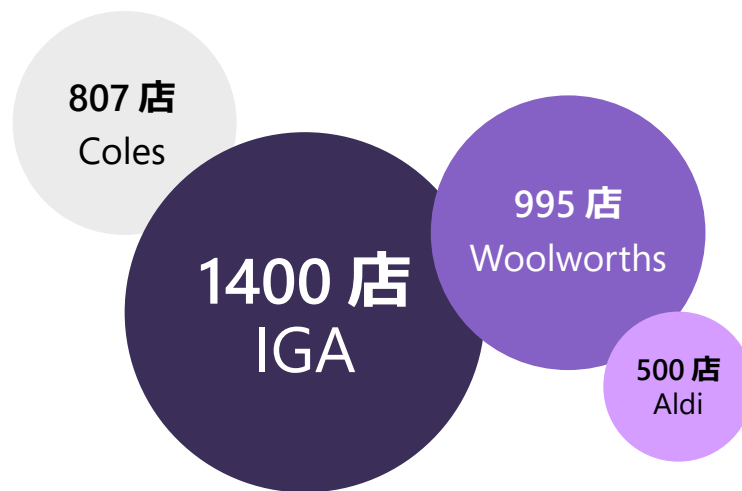 807 店
Coles
1400 店
IGA
995 店
Woolworths
500 店
Aldi